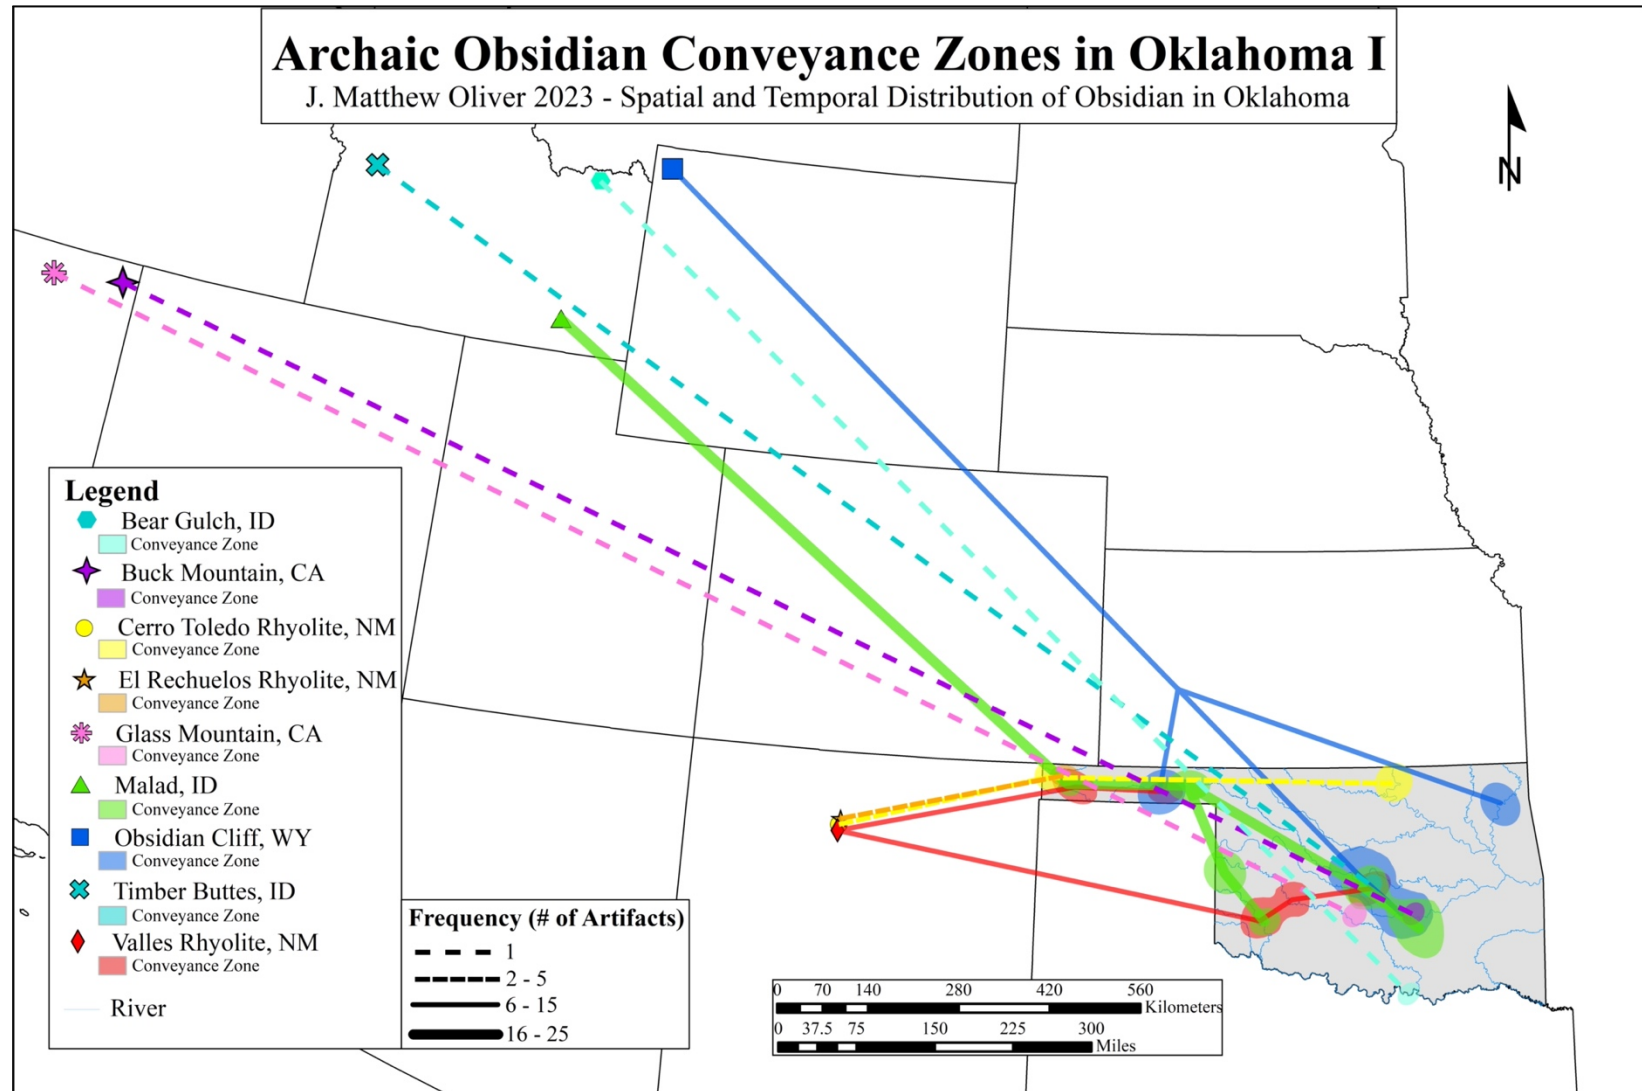 Archaic Obsidian Conveyance Zones in Oklahoma I
J. Matthew Oliver 2023 - Spatial and Temporal Distribution of Obsidian in Oklahoma
N
Legend
Bear Gulch, ID
Conveyance Zone
Buck Mountain, CA
Conveyance Zone
Cerro Toledo Rhyolite, NM
Conveyance Zone
El Rechuelos Rhyolite, NM
Conveyance Zone
Glass Mountain, CA
Conveyance Zone
Malad, ID
Conveyance Zone
Obsidian Cliff, WY
Conveyance Zone
Timber Buttes, ID
Conveyance Zone
Valles Rhyolite, NM
Conveyance Zone
River
Frequency (# of Artifacts)
1
2 - 5
6 - 15
16 - 25
0 70 140 280 420 560
Kilometers
0 37.5 75 150 225 300
Miles